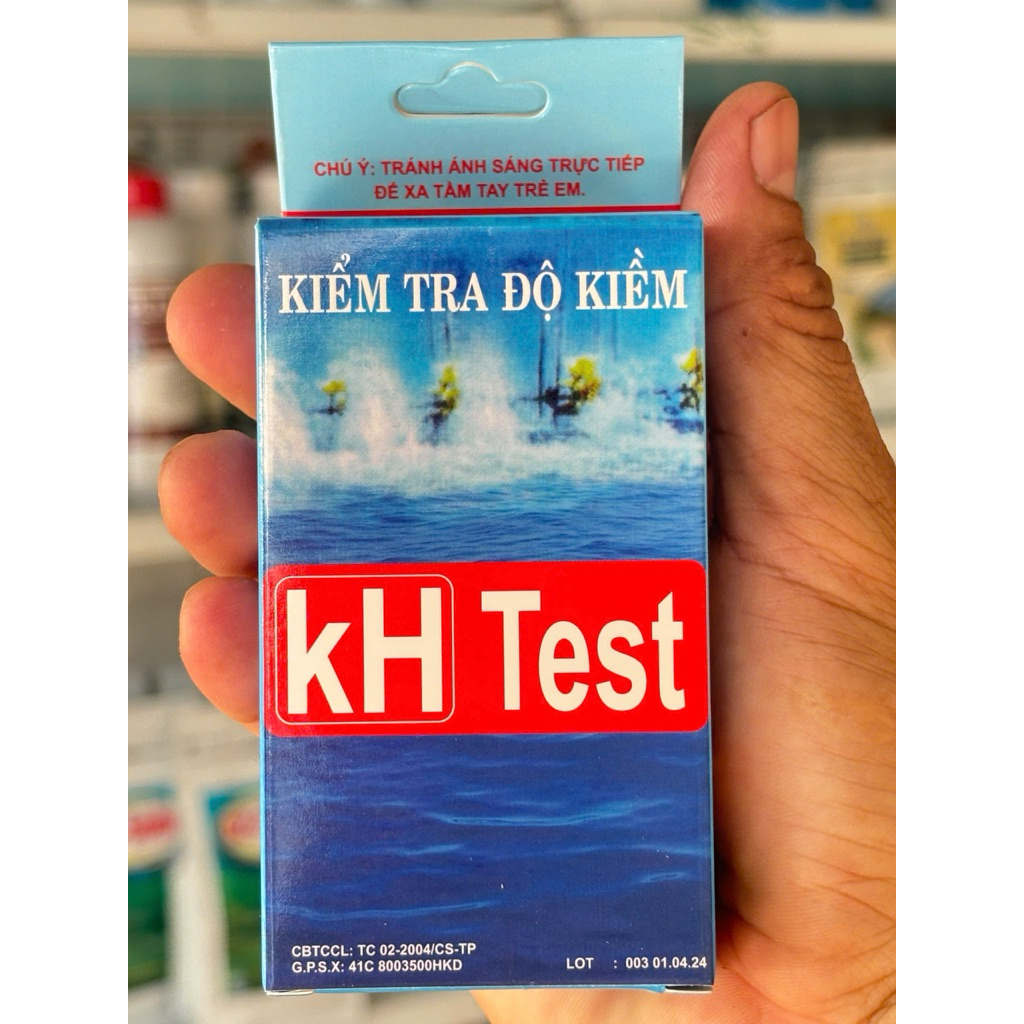 CHÚ Ý: TRÁNH ÁNH SÁNG TRỰC TIẾP
ĐỂ XA TẦM TAY TRẺ EM.
KIỂM TRA ĐỘ KIỀM
kH Test
CBTCCL: TC 02-2004/CS-TP
G.P.S.X: 41C 8003500HKD
LOT : 003 01.04.24